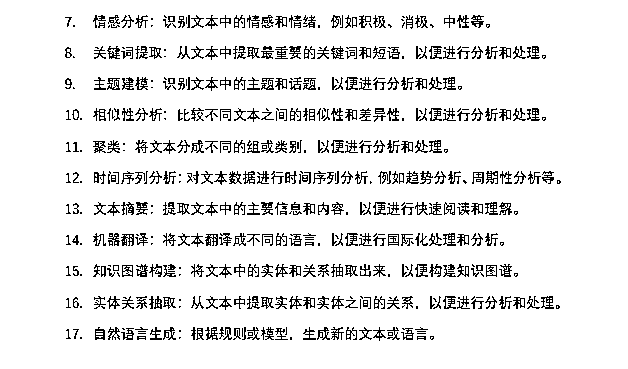 7. 情感分析：识别文本中的情感和情绪，例如积极、消极、中性等。
8. 关键词提取：从文本中提取最重要的关键词和短语，以便进行分析和处理。
9. 主题建模：识别文本中的主题和话题，以便进行分析和处理。
10. 相似性分析：比较不同文本之间的相似性和差异性，以便进行分析和处理。
11. 聚类：将文本分成不同的组或类别，以便进行分析和处理。
12. 时间序列分析：对文本数据进行时间序列分析，例如趋势分析、周期性分析等。
13. 文本摘要：提取文本中的主要信息和内容，以便进行快速阅读和理解。
14. 机器翻译：将文本翻译成不同的语言，以便进行国际化处理和分析。
15. 知识图谱构建：将文本中的实体和关系抽取出来，以便构建知识图谱。
16. 实体关系抽取：从文本中提取实体和实体之间的关系，以便进行分析和处理。
17. 自然语言生成：根据规则或模型，生成新的文本或语言。